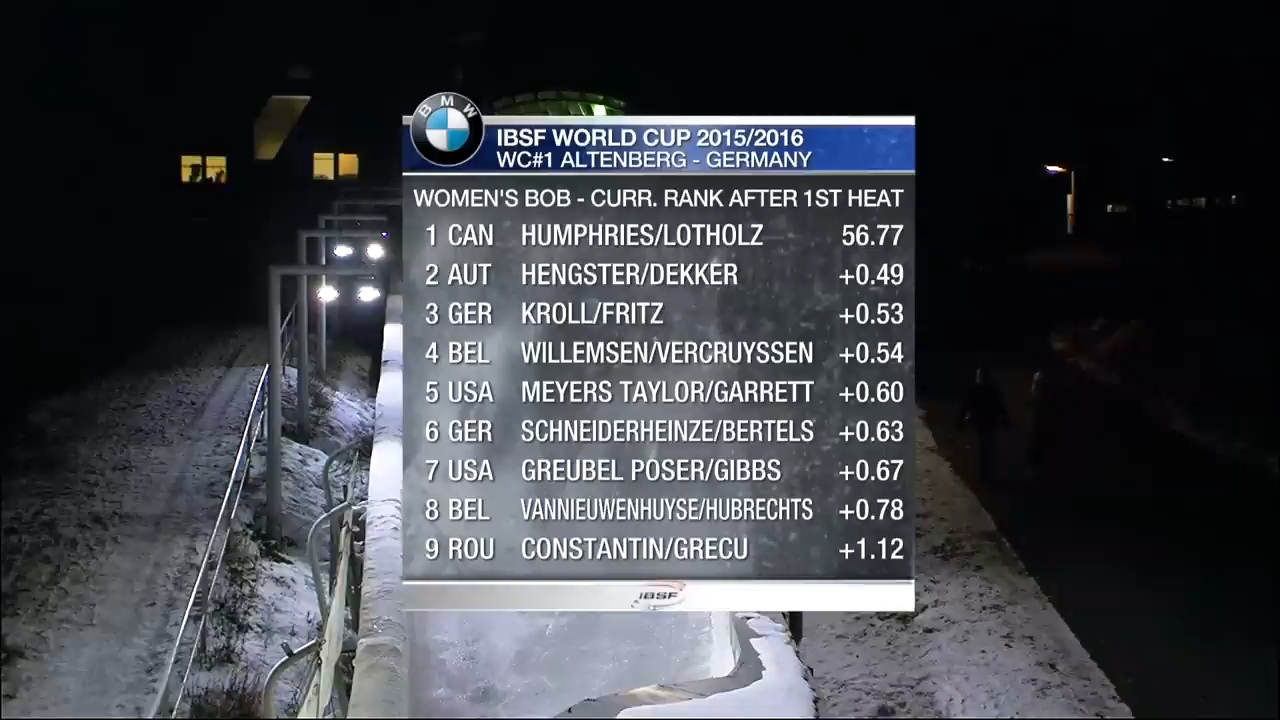 BMW
IBSF WORLD CUP 2015/2016
WC#1 ALTENBERG - GERMANY
WOMEN'S BOB - CURR. RANK AFTER 1ST HEAT
1 CAN HUMPHRIES/LOTHOLZ 56.77
2 AUT HENGSTER/DEKKER +0.49
3 GER KROLL/FRITZ +0.53
4 BEL WILLEMSEN/VERCRUYSSEN +0.54
5 USA MEYERS TAYLOR/GARRETT +0.60
6 GER SCHNEIDERHEINZE/BERTELS +0.63
7 USA GREUBEL POSER/GIBBS +0.67
8 BEL VANNIEUWENHUYSE/HUBRECHTS +0.78
9 ROU CONSTANTIN/GRECU +1.12
IBSF